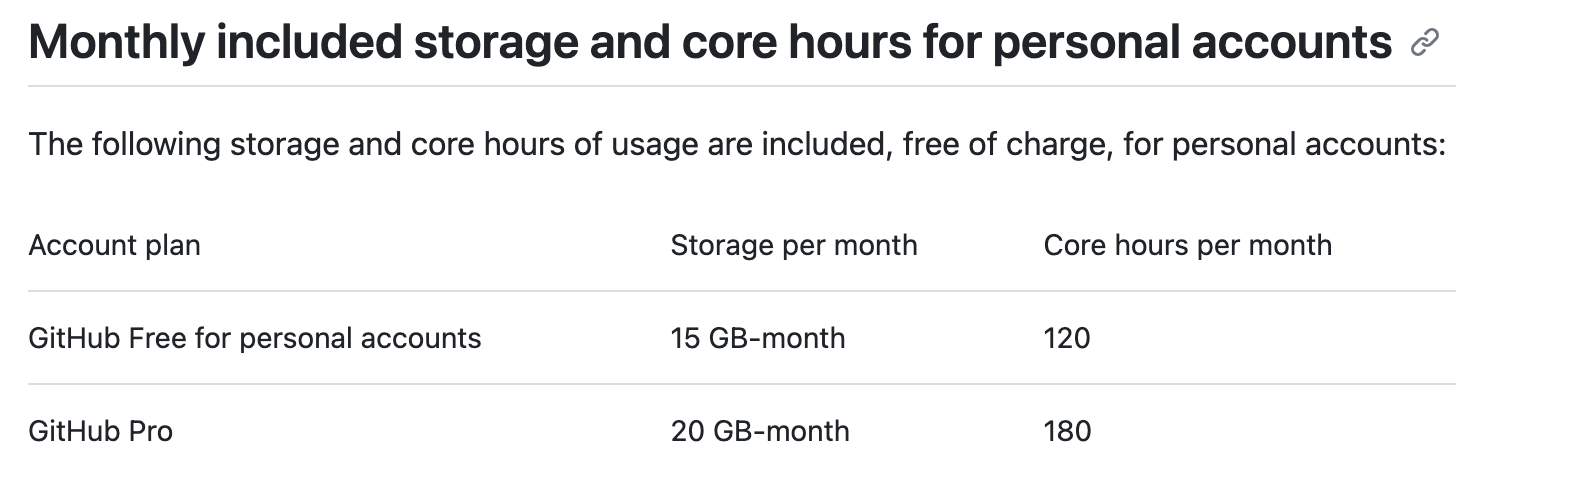 Monthly included storage and core hours for personal accounts
The following storage and core hours of usage are included, free of charge, for personal accounts:
Account plan Storage per month Core hours per month
GitHub Free for personal accounts 15 GB-month 120
GitHub Pro 20 GB-month 180